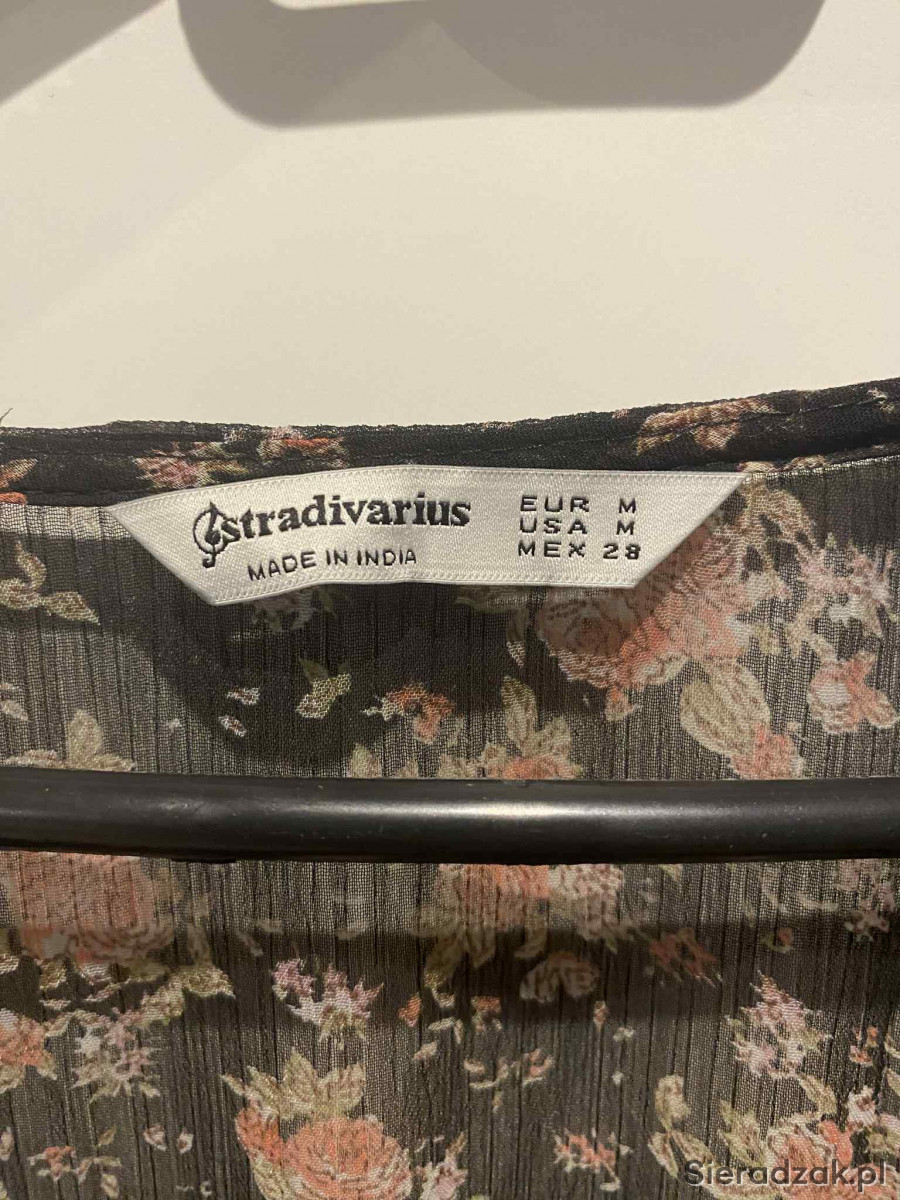 stradivarius
MADE IN INDIA
EUR M
USA M
MEX 28
Sieradzak.pl